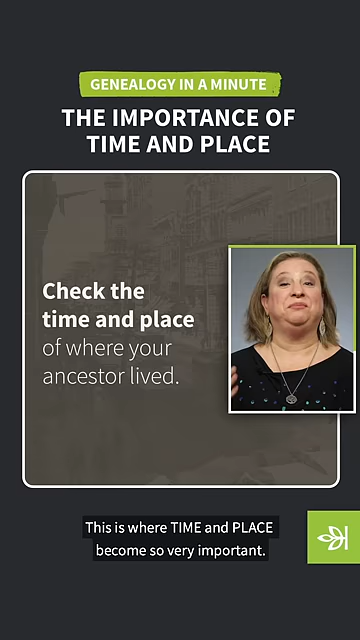 GENEALOGY IN A MINUTE
THE IMPORTANCE OF
TIME AND PLACE
Check the
time and place
of where your
ancestor lived.
This is where TIME and PLACE
become so very important.